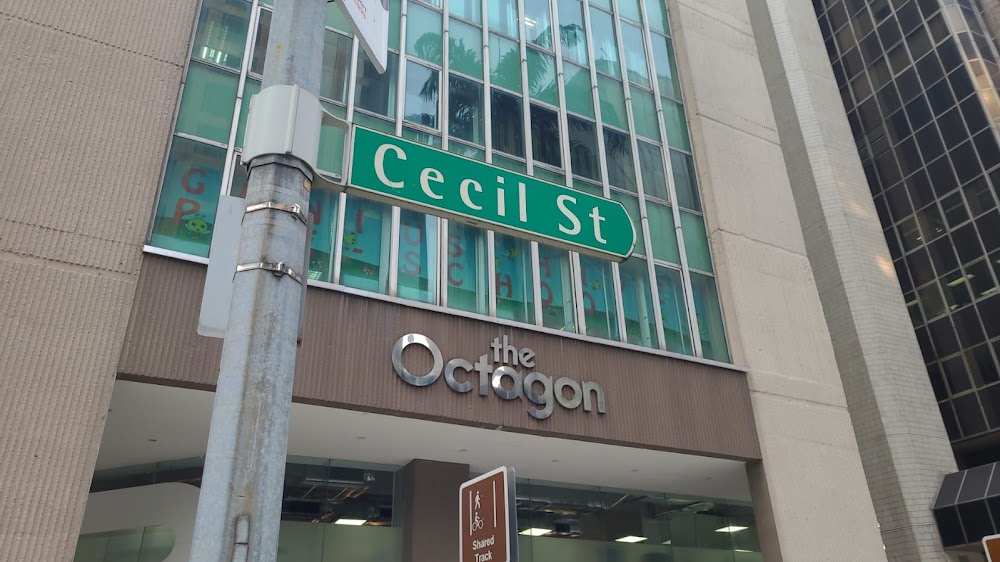 Cecil St
the
Octagon
Shared
Track